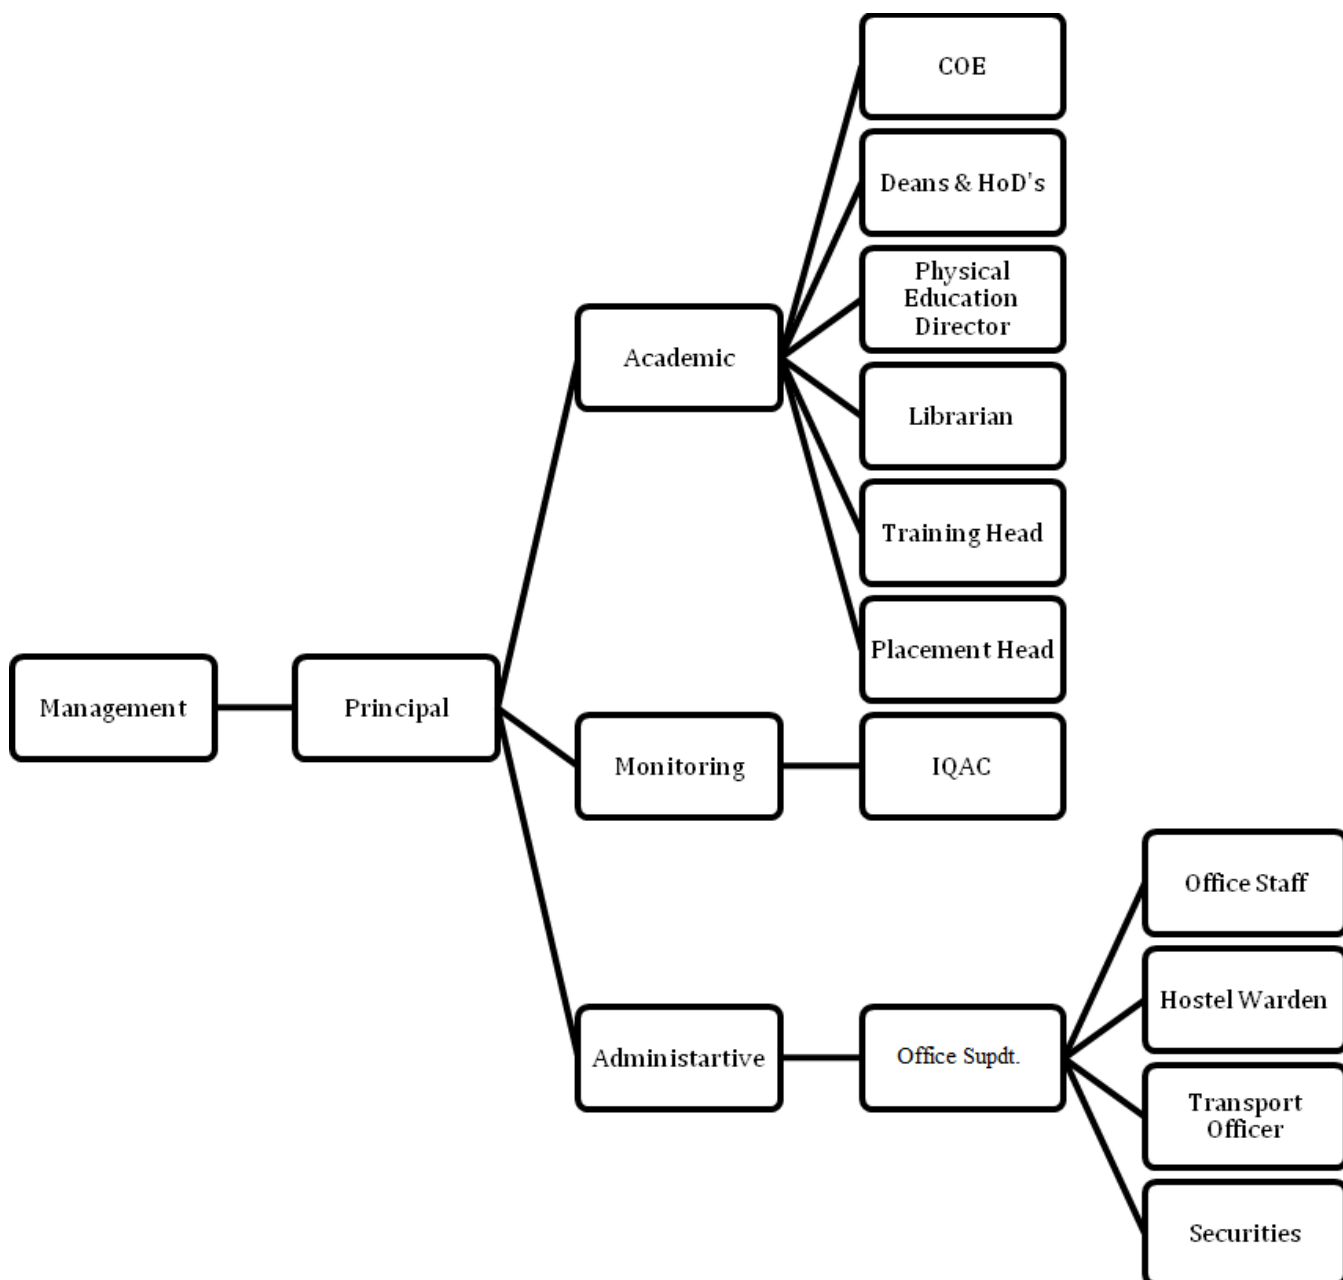 COE
Deans & HoD's
Physical
Education
Director
Academic
Librarian
Training Head
Placement Head
Management
Principal
Monitoring
IQAC
Office Staff
Hostel Warden
Administartive
Office Supdt.
Transport
Officer
Securities